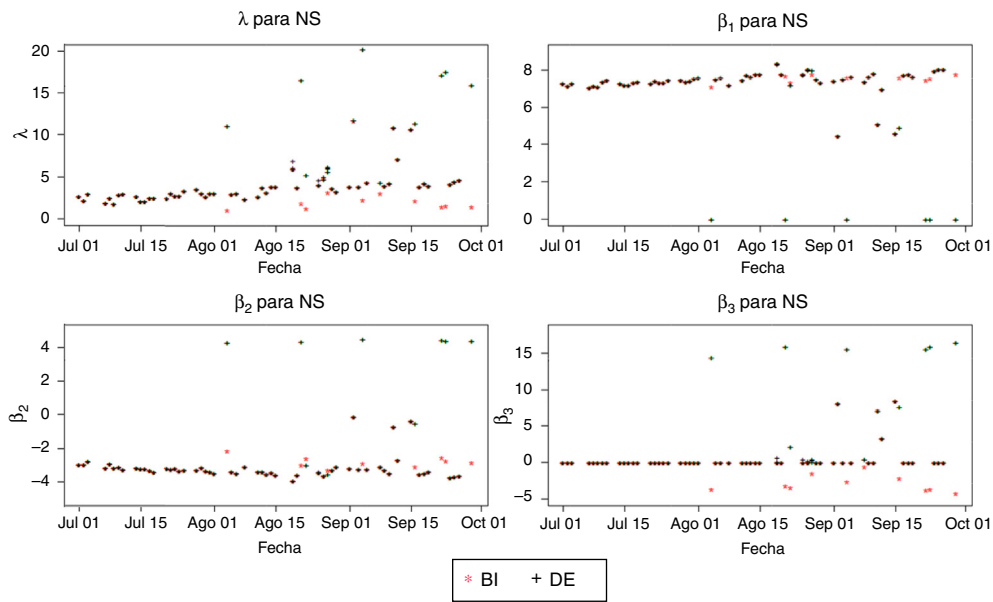 λ para NS
20
15
10
5
0
λ
Jul 01 Jul 15 Ago 01 Ago 15 Sep 01 Sep 15 Oct 01
Fecha
β1 para NS
8
6
4
2
0
β1
Jul 01 Jul 15 Ago 01 Ago 15 Sep 01 Sep 15 Oct 01
Fecha
β2 para NS
4
2
0
−2
−4
β2
Jul 01 Jul 15 Ago 01 Ago 15 Sep 01 Sep 15 Oct 01
Fecha
β3 para NS
15
10
5
0
−5
β3
Jul 01 Jul 15 Ago 01 Ago 15 Sep 01 Sep 15 Oct 01
Fecha
* BI + DE